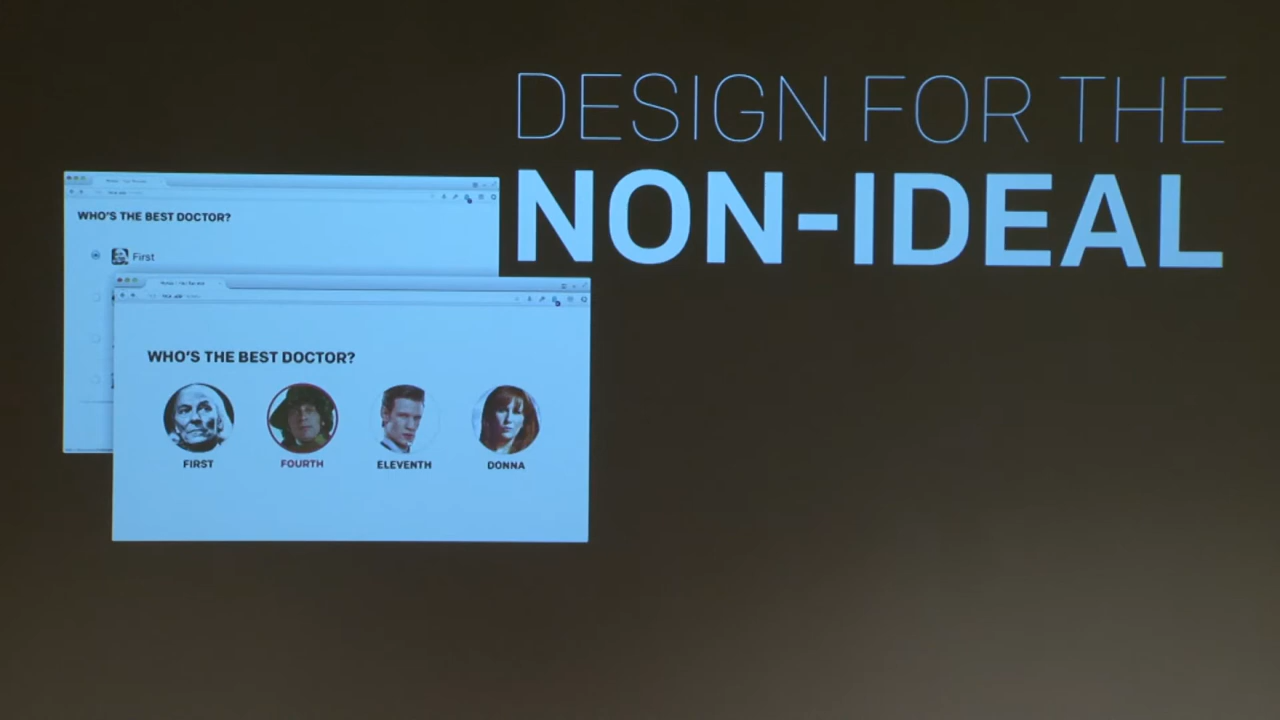 DESIGN FOR THE
NON-IDEAL
WHO'S THE BEST DOCTOR?
First
WHO'S THE BEST DOCTOR?
FIRST
FOURTH
ELEVENTH
DONNA